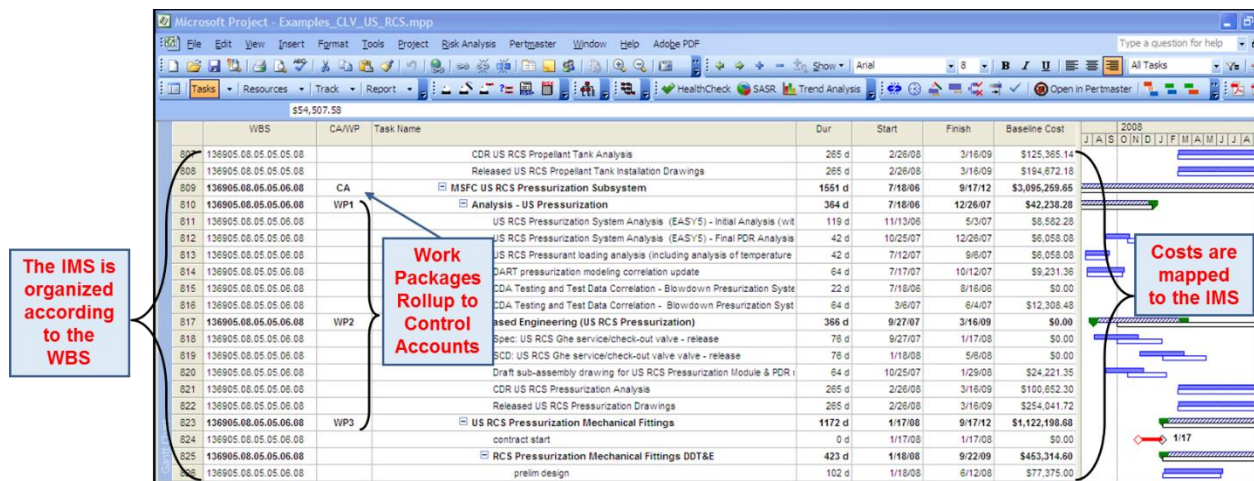 Microsoft Project - Examples_CLV_US_RCS.mpp
File Edit View Insert Format Tools Project Risk Analysis Pertmaster Window Help Adobe PDF Type a question for help
Show Arial 8 B I U All Tasks
Tasks Resources Track Report HealthCheck SASR Trend Analysis Open in Pertmaster
$54,507.58
WBS CA/WP Task Name Dur Start Finish Baseline Cost 2008
J A S O N D J F M A M J J A
807 136905.08.05.05.05.08 CDR US RCS Propellant Tank Analysis 265 d 2/26/08 3/16/09 $125,365.14
808 136905.08.05.05.05.08 Released US RCS Propellant Tank Installation Drawings 265 d 2/26/08 3/16/09 $194,672.18
809 136905.08.05.05.06.08 CA MSFC US RCS Pressurization Subsystem 1551 d 7/18/06 9/17/12 $3,095,259.65
810 136905.08.05.05.06.08 WP1 Analysis - US Pressurization 364 d 7/18/06 12/26/07 $42,238.28
811 136905.08.05.05.06.08 US RCS Pressurization System Analysis (EASY5) - Initial Analysis (wit 119 d 11/13/06 5/3/07 $8,582.28
812 136905.08.05.05.06.08 US RCS Pressurization System Analysis (EASY5) - Final PDR Analysis 42 d 10/25/07 12/26/07 $6,058.08
813 136905.08.05.05.06.08 US RCS Pressurant loading analysis (including analysis of temperature 42 d 7/12/07 9/6/07 $6,058.08
814 136905.08.05.05.06.08 DART pressurization modeling correlation update 64 d 7/17/07 10/12/07 $9,231.36
815 136905.08.05.05.06.08 CDA Testing and Test Data Correlation - Blowdown Presurization Syste 22 d 7/18/06 8/16/06 $0.00
816 136905.08.05.05.06.08 CDA Testing and Test Data Correlation - Blowdown Presurization Syst 64 d 3/6/07 6/4/07 $12,308.48
817 136905.08.05.05.06.08 WP2 ased Engineering (US RCS Pressurization) 366 d 9/27/07 3/16/09 $0.00
818 136905.08.05.05.06.08 Spec: US RCS Ghe service/check-out valve - release 76 d 9/27/07 1/17/08 $0.00
819 136905.08.05.05.06.08 SCD: US RCS Ghe service/check-out valve valve - release 76 d 1/18/08 5/6/08 $0.00
820 136905.08.05.05.06.08 Draft sub-assembly drawing for US RCS Pressurization Module & PDR 64 d 10/25/07 1/29/08 $24,221.35
821 136905.08.05.05.06.08 CDR US RCS Pressurization Analysis 265 d 2/26/08 3/16/09 $100,652.30
822 136905.08.05.05.06.08 Released US RCS Pressurization Drawings 265 d 2/26/08 3/16/09 $254,041.72
823 136905.08.05.05.06.08 WP3 US RCS Pressurization Mechanical Fittings 1172 d 1/17/08 9/17/12 $1,122,198.68
824 136905.08.05.05.06.08 contract start 0 d 1/17/08 1/17/08 $0.00 1/17
825 136905.08.05.05.06.08 RCS Pressurization Mechanical Fittings DDT&E 423 d 1/18/08 9/22/09 $453,314.60
826 136905.08.05.05.06.08 prelim design 102 d 1/18/08 6/12/08 $77,375.00
The IMS is
organized
according
to the
WBS
Work
Packages
Rollup to
Control
Accounts
Costs are
mapped
to the IMS